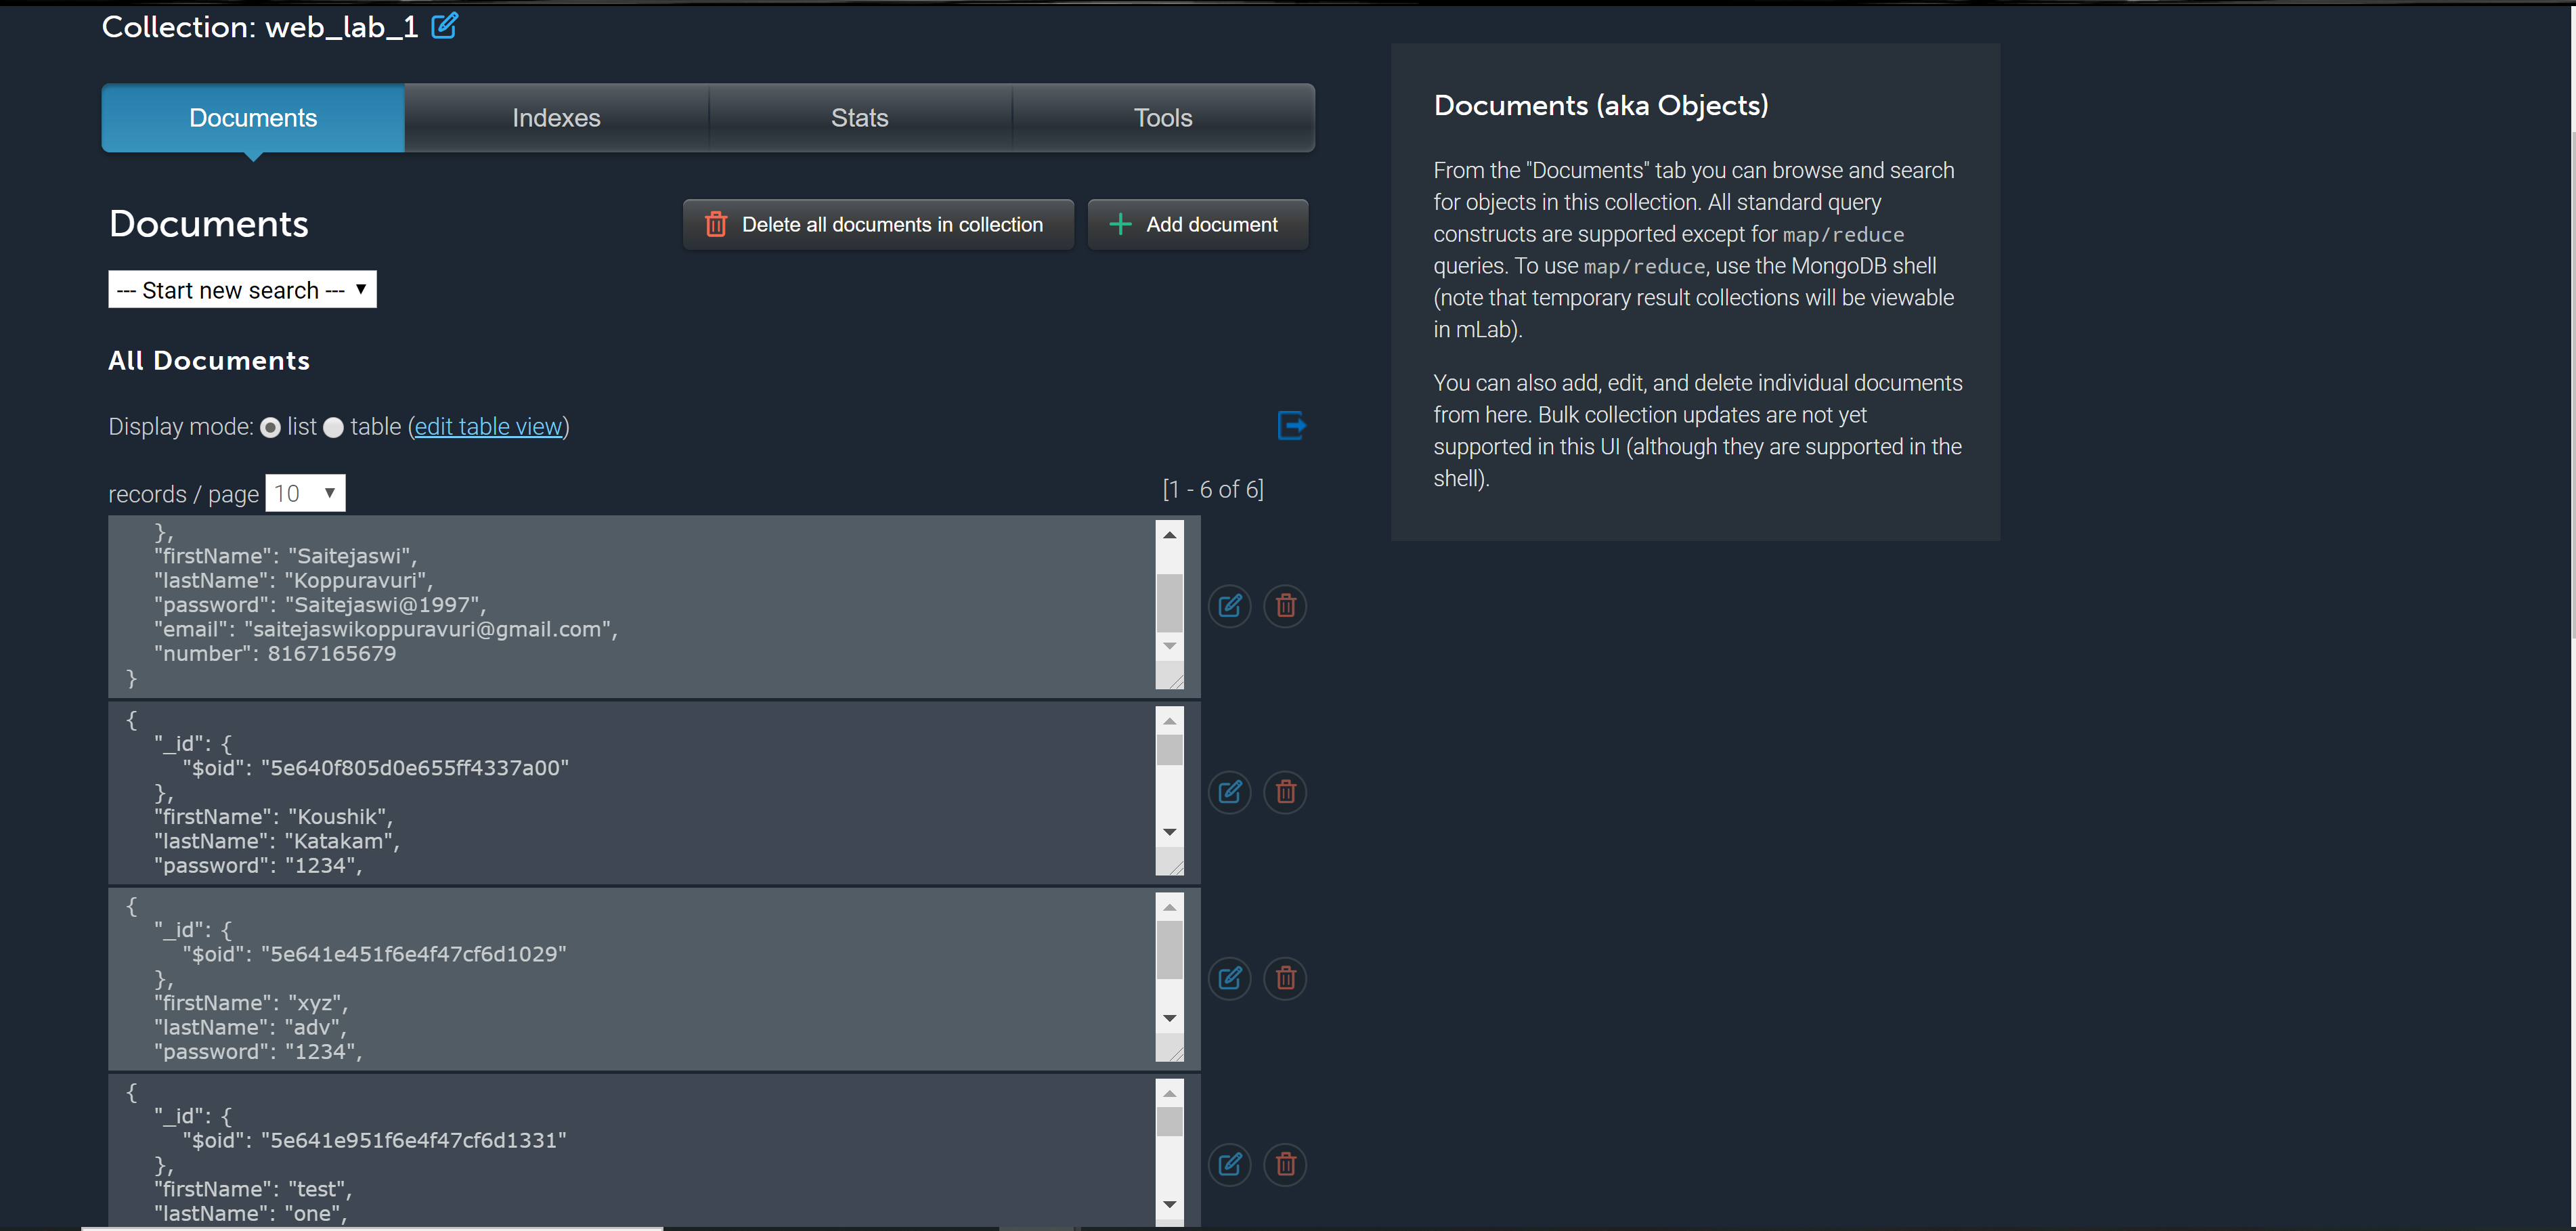 Collection: web_lab_1
Documents
Indexes
Stats
Tools
Documents
Delete all documents in collection
Add document
--- Start new search ---
All Documents
Display mode: list table (edit table view)
records / page 10
[1 - 6 of 6]
},
"firstName": "Saitejaswi",
"lastName": "Koppuravuri",
"password": "Saitejaswi@1997",
"email": "saitejaswikoppuravuri@gmail.com",
"number": 8167165679
}
{
"_id": {
"$oid": "5e640f805d0e655ff4337a00"
},
"firstName": "Koushik",
"lastName": "Katakam",
"password": "1234",
{
"_id": {
"$oid": "5e641e451f6e4f47cf6d1029"
},
"firstName": "xyz",
"lastName": "adv",
"password": "1234",
{
"_id": {
"$oid": "5e641e951f6e4f47cf6d1331"
},
"firstName": "test",
"lastName": "one",
Documents (aka Objects)
From the "Documents" tab you can browse and search
for objects in this collection. All standard query
constructs are supported except for map/reduce
queries. To use map/reduce, use the MongoDB shell
(note that temporary result collections will be viewable
in mLab).
You can also add, edit, and delete individual documents
from here. Bulk collection updates are not yet
supported in this UI (although they are supported in the
shell).